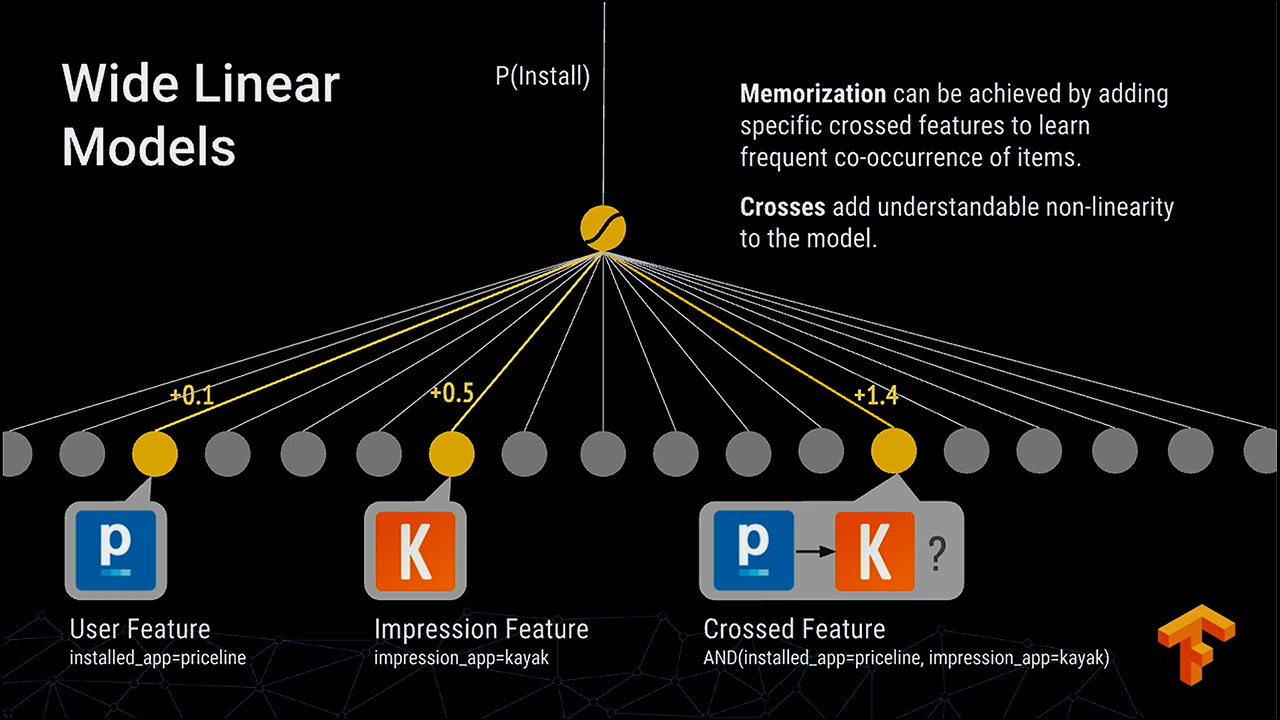 Wide Linear
Models
P(Install)
Memorization can be achieved by adding
specific crossed features to learn
frequent co-occurrence of items.
Crosses add understandable non-linearity
to the model.
+0.1
+0.5
+1.4
p
K
p
K
?
User Feature
installed_app=priceline
Impression Feature
impression_app=kayak
Crossed Feature
AND(installed_app=priceline, impression_app=kayak)